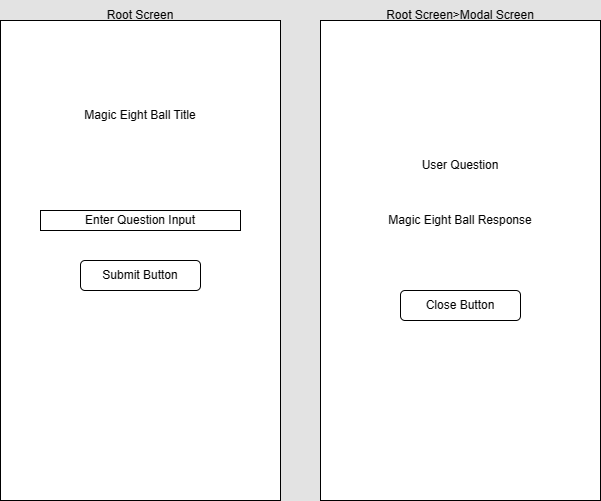 Root Screen
Magic Eight Ball Title
Enter Question Input
Submit Button
Root Screen>Modal Screen
User Question
Magic Eight Ball Response
Close Button